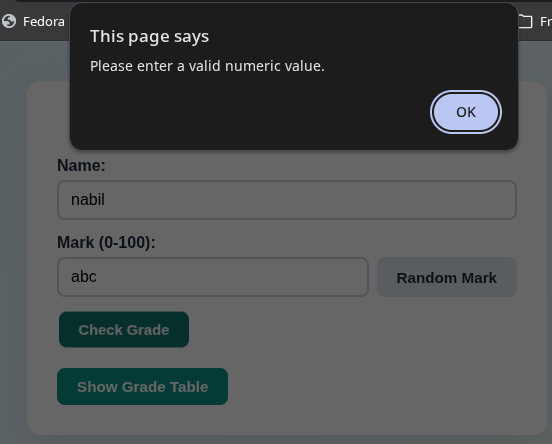 Fedora
Fr
This page says
Please enter a valid numeric value.
OK
Name:
nabil
Mark (0-100):
abc
Random Mark
Check Grade
Show Grade Table